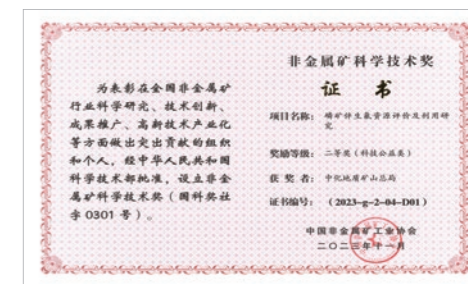 为表彰在全国非金属矿
行业科学研究、技术创新、
成果推广、高新技术产业化
等方面做出突出贡献的组织
和个人，经中华人民共和国
科学技术部批准，设立非金
属矿科学技术奖（国科奖社
字 0301 号）。
非金属矿科学技术奖
证 书
项目名称： 磷矿伴生氟资源评价及利用研
究
奖励等级： 二等奖（科技公益类）
获 奖 者： 中化地质矿山总局
证书编号： （2023-g-2-04-D01）
中国非金属矿工业协会
二〇二三年十一月